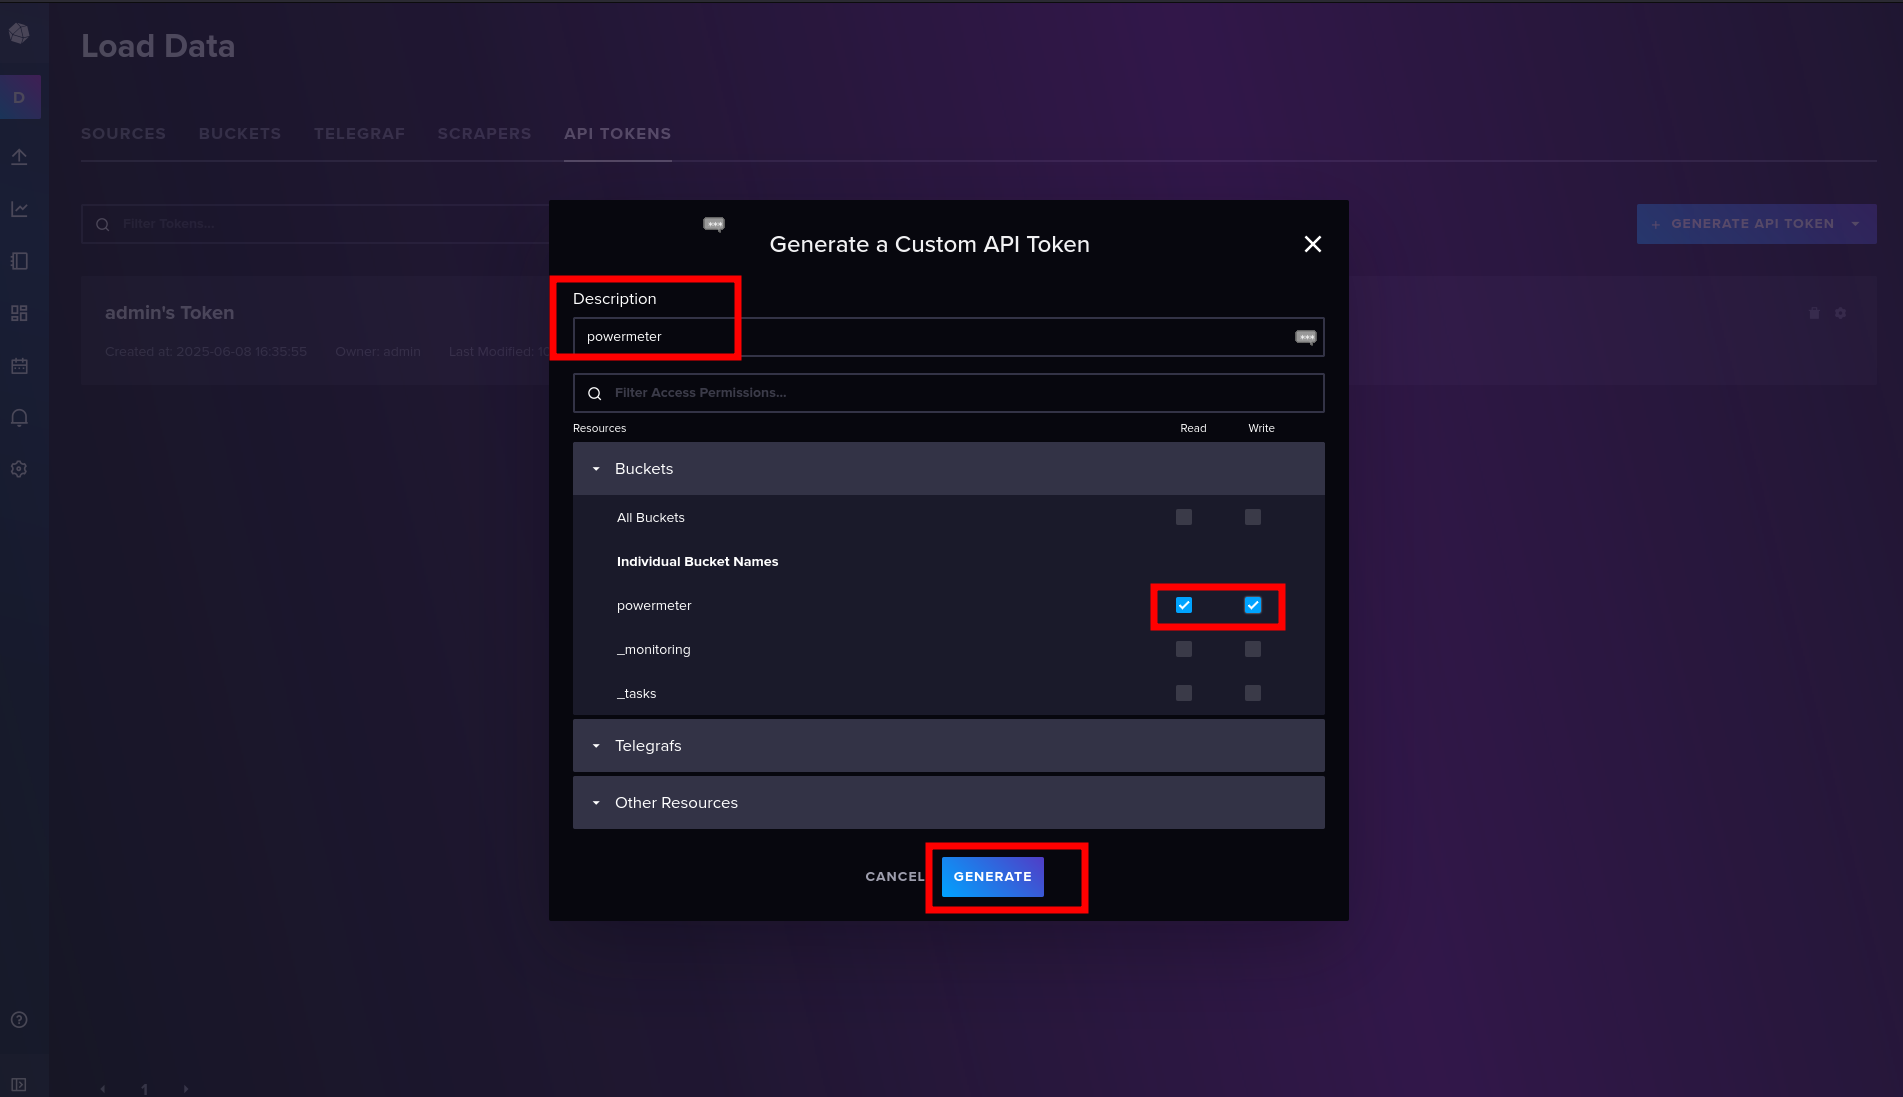 Load Data
D
SOURCES BUCKETS TELEGRAF SCRAPERS API TOKENS
Filter Tokens...
+ GENERATE API TOKEN
Generate a Custom API Token
admin's Token
Created at: 2025-06-08 16:35:55 Owner: admin Last Modified: 10
Description
powermeter
Filter Access Permissions...
Resources Read Write
Buckets
All Buckets
Individual Bucket Names
powermeter
_monitoring
_tasks
Telegrafs
Other Resources
CANCEL GENERATE
1